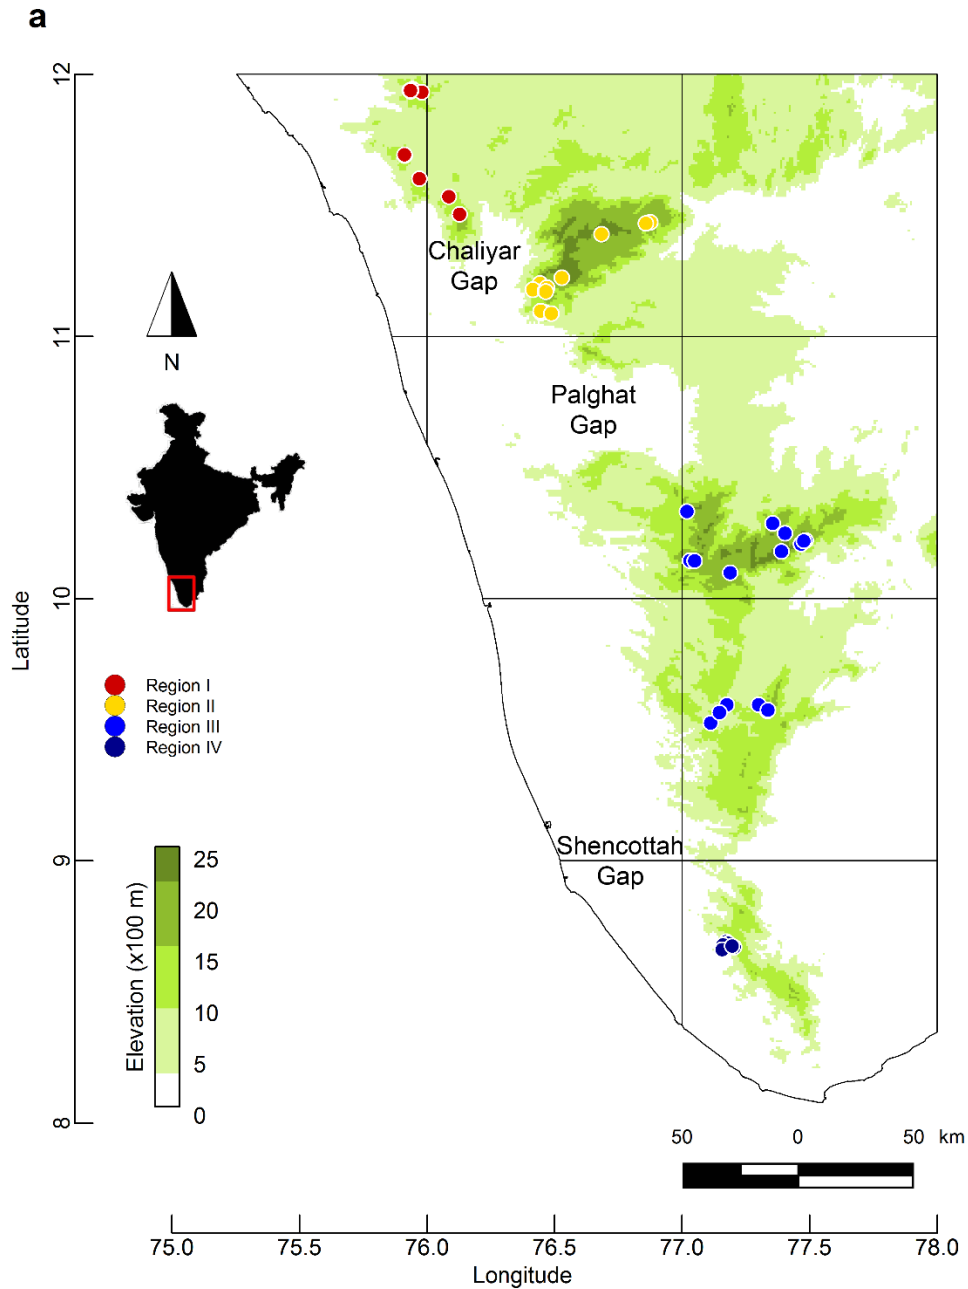 a
12
Chaliyar
Gap
11
N
Palghat
Gap
Latitude
10
Region I
Region II
Region III
Region IV
9
Shencottah
Gap
Elevation (x100 m)
25
20
15
10
5
0
8
50 0 50 km
75.0 75.5 76.0 76.5 77.0 77.5 78.0
Longitude